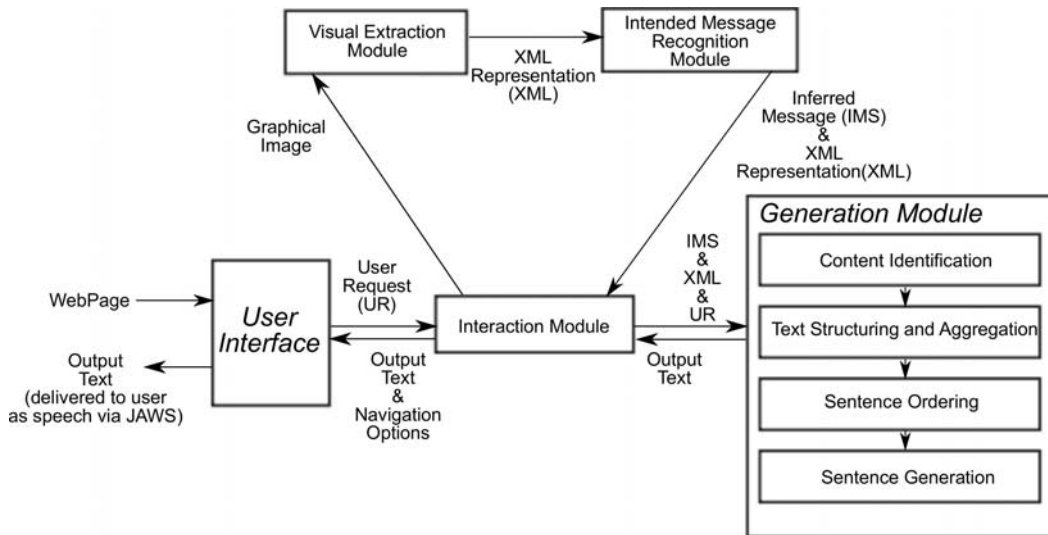 Visual Extraction
Module
XML
Representation
(XML)
Intended Message
Recognition
Module
Graphical
Image
Inferred
Message (IMS)
&
XML
Representation(XML)
WebPage
Output
Text
(delivered to user
as speech via JAWS)
User
Interface
User
Request
(UR)
Output
Text
&
Navigation
Options
Interaction Module
IMS
&
XML
&
UR
Output
Text
Generation Module
Content Identification
Text Structuring and Aggregation
Sentence Ordering
Sentence Generation